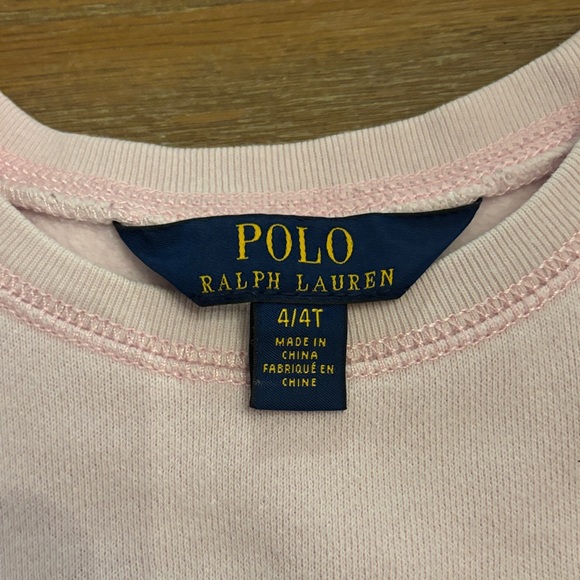 POLO
RALPH LAUREN
4/4T
MADE IN
CHINA
FABRIQUÉ EN
CHINE